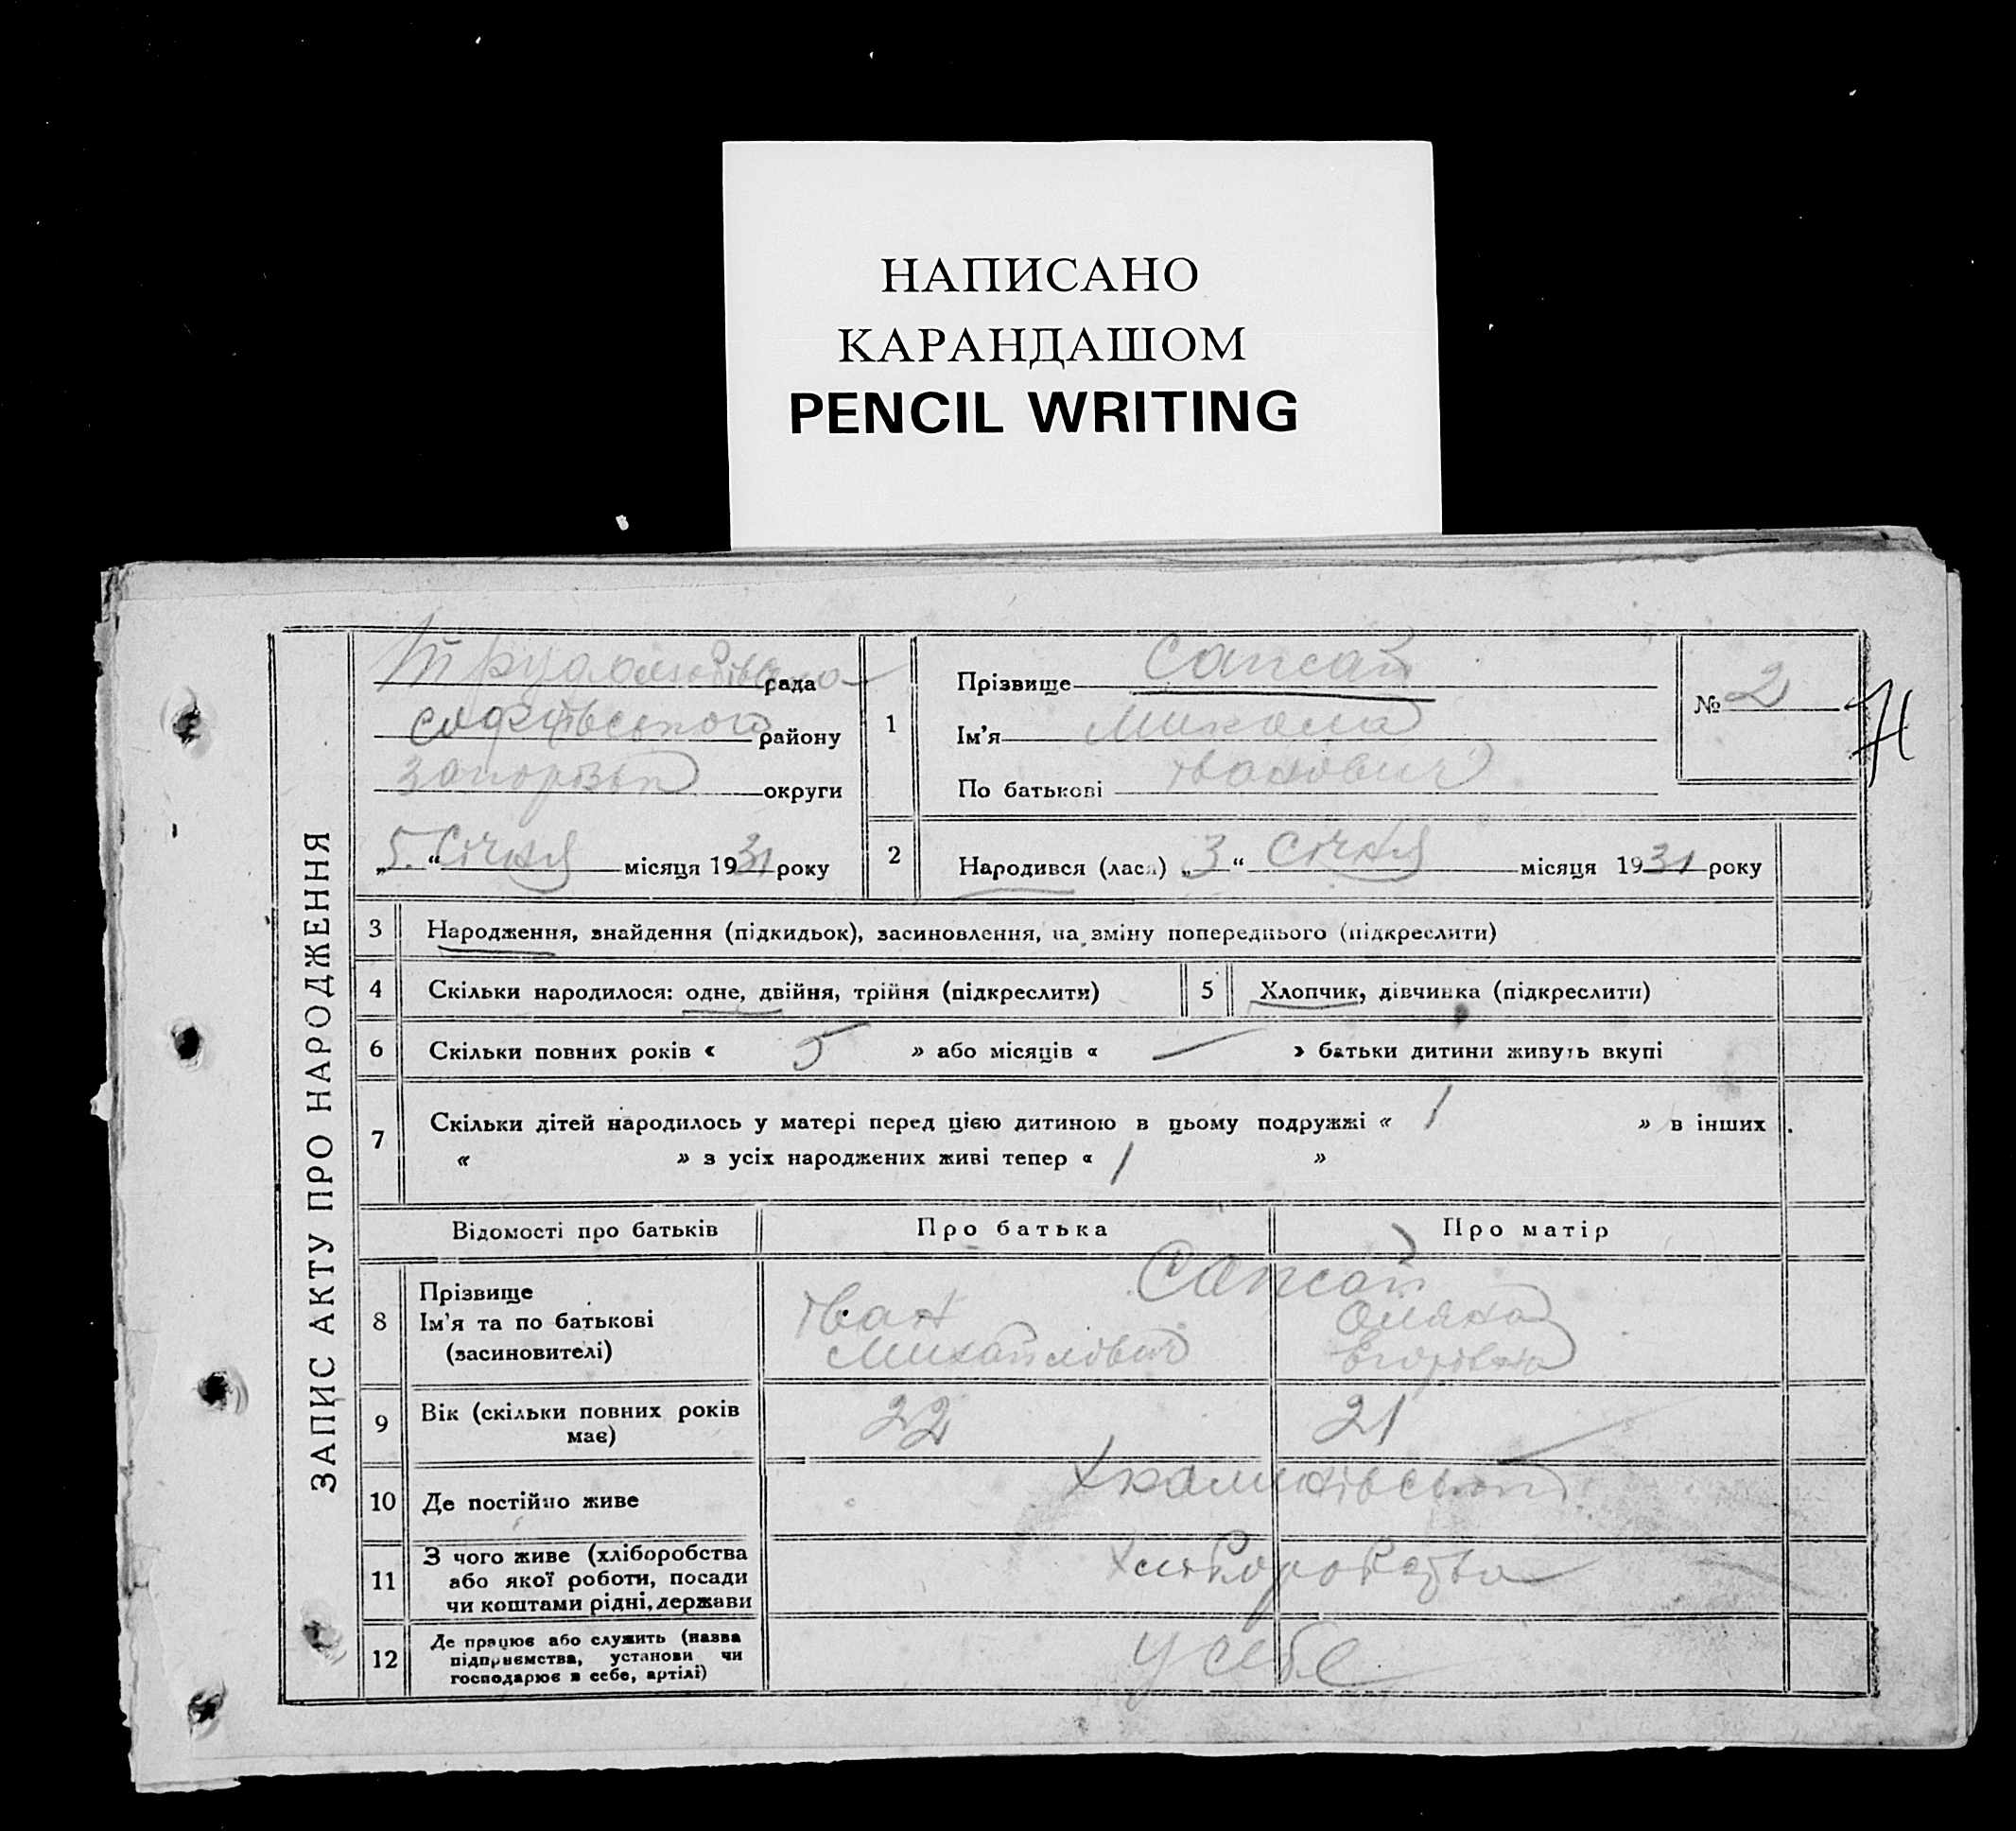 НАПИСАНО
КАРАНДАШОМ
PENCIL WRITING
ЗАПИС АКТУ ПРО НАРОДЖЕННЯ
рада
району
округи
„5.“ Січня місяця 1931 року
1 Прізвище Сапсай
Ім'я Микола
По батькові Іванович
№ 2
71
2 Народився (лася) „3“ Січня місяця 1931 року
3 Народження, знайдення (підкидьок), засиновлення, на зміну попереднього (підкреслити)
4 Скільки народилося: одне, двійня, трійня (підкреслити)
5 Хлопчик, дівчинка (підкреслити)
6 Скільки повних років « 5 » або місяців « — » батьки дитини живуть вкупі
7 Скільки дітей народилось у матері перед цією дитиною в цьому подружжі « 1 » в інших
« » з усіх народжених живі тепер « 1 »
Відомості про батьків Про батька Про матір
8 Прізвище
Ім'я та по батькові
(засиновителі)
Сапсай
Іван
Михайлович
9 Вік (скільки повних років
має)
22 21
10 Де постійно живе
11 З чого живе (хліборобства
або якої роботи, посади
чи коштами рідні, держави
Хліборобства
12 Де працює або служить (назва
підприємства, установи чи
господарює в себе, артілі)
у себе